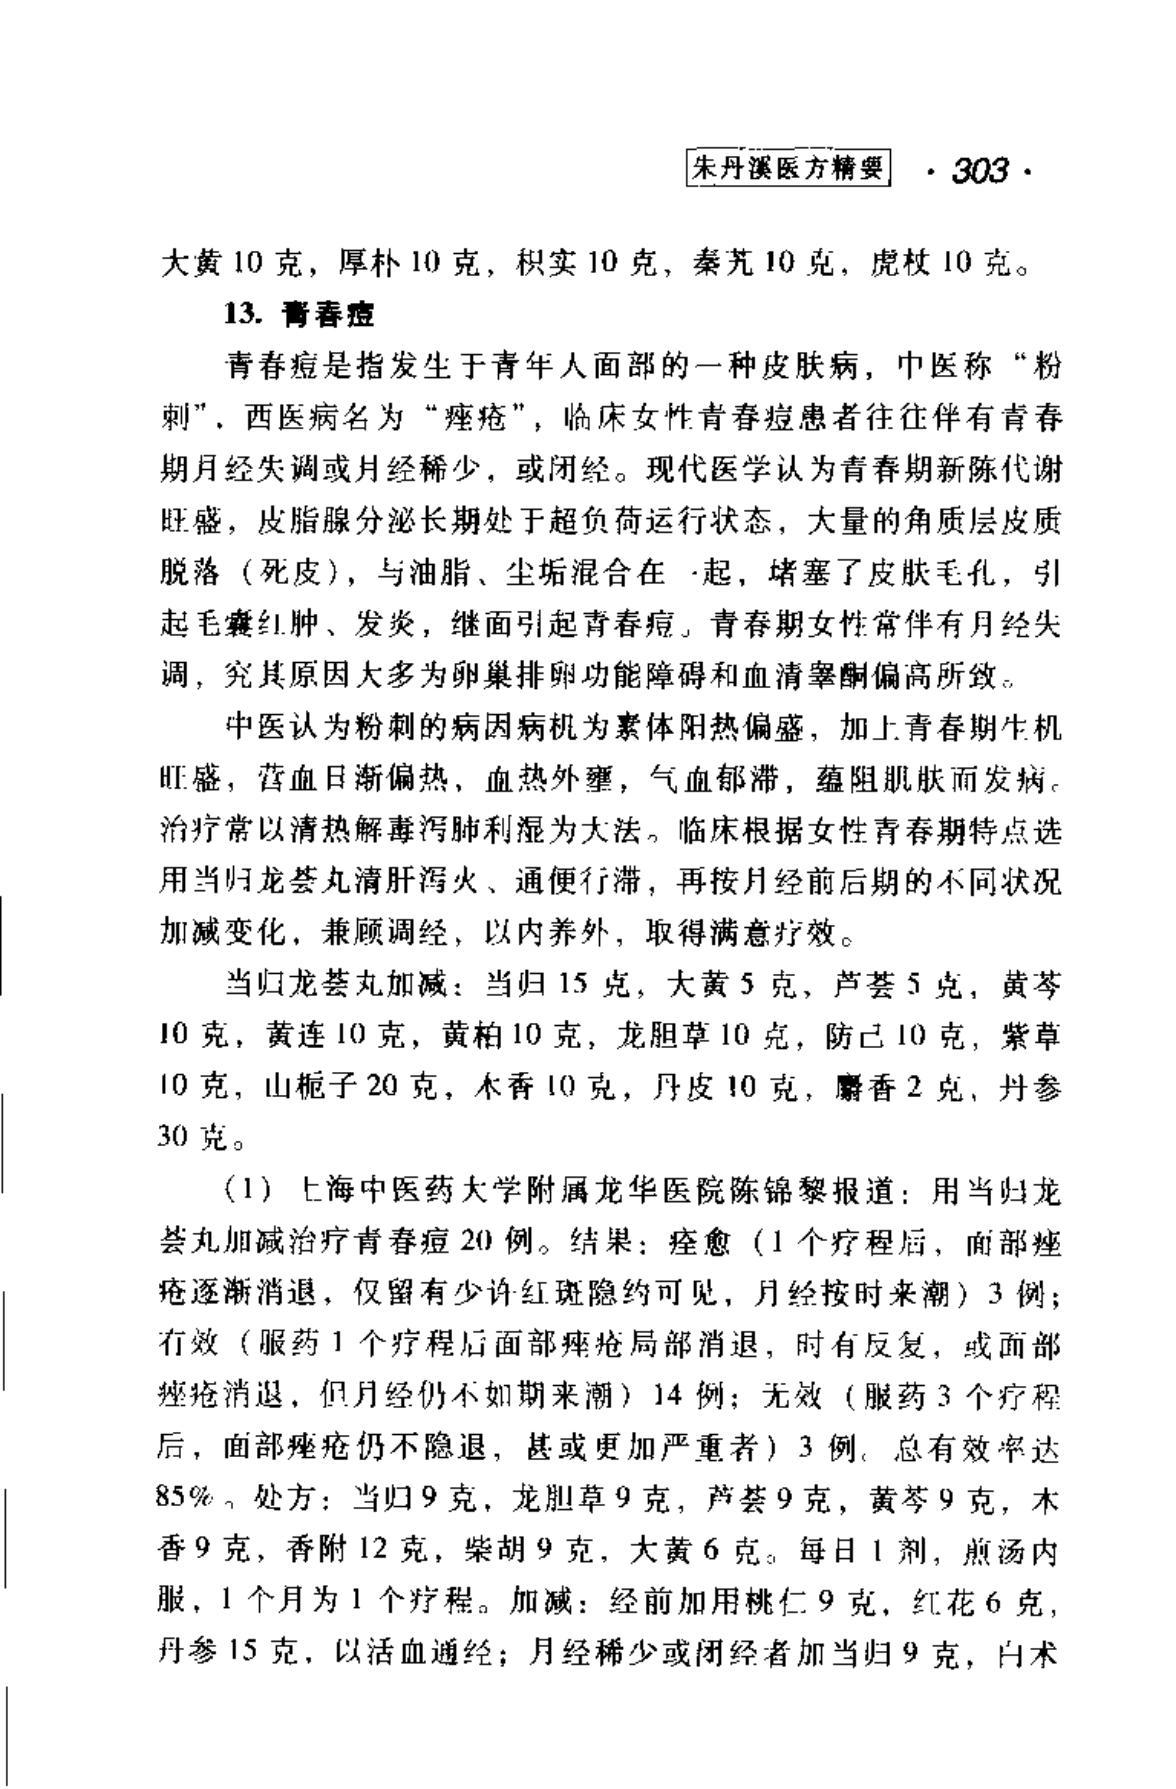 朱丹溪医方精要 · 303 ·
大黄 10 克，厚朴 10 克，枳实 10 克，秦艽 10 克，虎杖 10 克。
13. 青春痘
青春痘是指发生于青年人面部的一种皮肤病，中医称“粉
刺”，西医病名为“痤疮”，临床女性青春痘患者往往伴有青春
期月经失调或月经稀少，或闭经。现代医学认为青春期新陈代谢
旺盛，皮脂腺分泌长期处于超负荷运行状态，大量的角质层皮质
脱落（死皮），与油脂、尘垢混合在一起，堵塞了皮肤毛孔，引
起毛囊红肿、发炎，继面引起青春痘。青春期女性常伴有月经失
调，究其原因大多为卵巢排卵功能障碍和血清睾酮偏高所致。
中医认为粉刺的病因病机为素体阳热偏盛，加上青春期生机
旺盛，营血日渐偏热，血热外壅，气血郁滞，蕴阻肌肤而发病。
治疗常以清热解毒泻肺利湿为大法。临床根据女性青春期特点选
用当归龙荟丸清肝泻火、通便行滞，再按月经前后期的不同状况
加减变化，兼顾调经，以内养外，取得满意疗效。
当归龙荟丸加减：当归 15 克，大黄 5 克，芦荟 5 克，黄芩
10 克，黄连 10 克，黄柏 10 克，龙胆草 10 克，防己 10 克，紫草
10 克，山栀子 20 克，木香 10 克，丹皮 10 克，麝香 2 克，丹参
30 克。
（1）上海中医药大学附属龙华医院陈锦黎报道：用当归龙
荟丸加减治疗青春痘 20 例。结果：痊愈（1 个疗程后，面部痤
疮逐渐消退，仅留有少许红斑隐约可见，月经按时来潮）3 例；
有效（服药 1 个疗程后面部痤疮局部消退，时有反复，或面部
痤疮消退，但月经仍不如期来潮）14 例；无效（服药 3 个疗程
后，面部痤疮仍不隐退，甚或更加严重者）3 例。总有效率达
85%。处方：当归 9 克，龙胆草 9 克，芦荟 9 克，黄芩 9 克，木
香 9 克，香附 12 克，柴胡 9 克，大黄 6 克。每日 1 剂，煎汤内
服，1 个月为 1 个疗程。加减：经前加用桃仁 9 克，红花 6 克，
丹参 15 克，以活血通经；月经稀少或闭经者加当归 9 克，白术